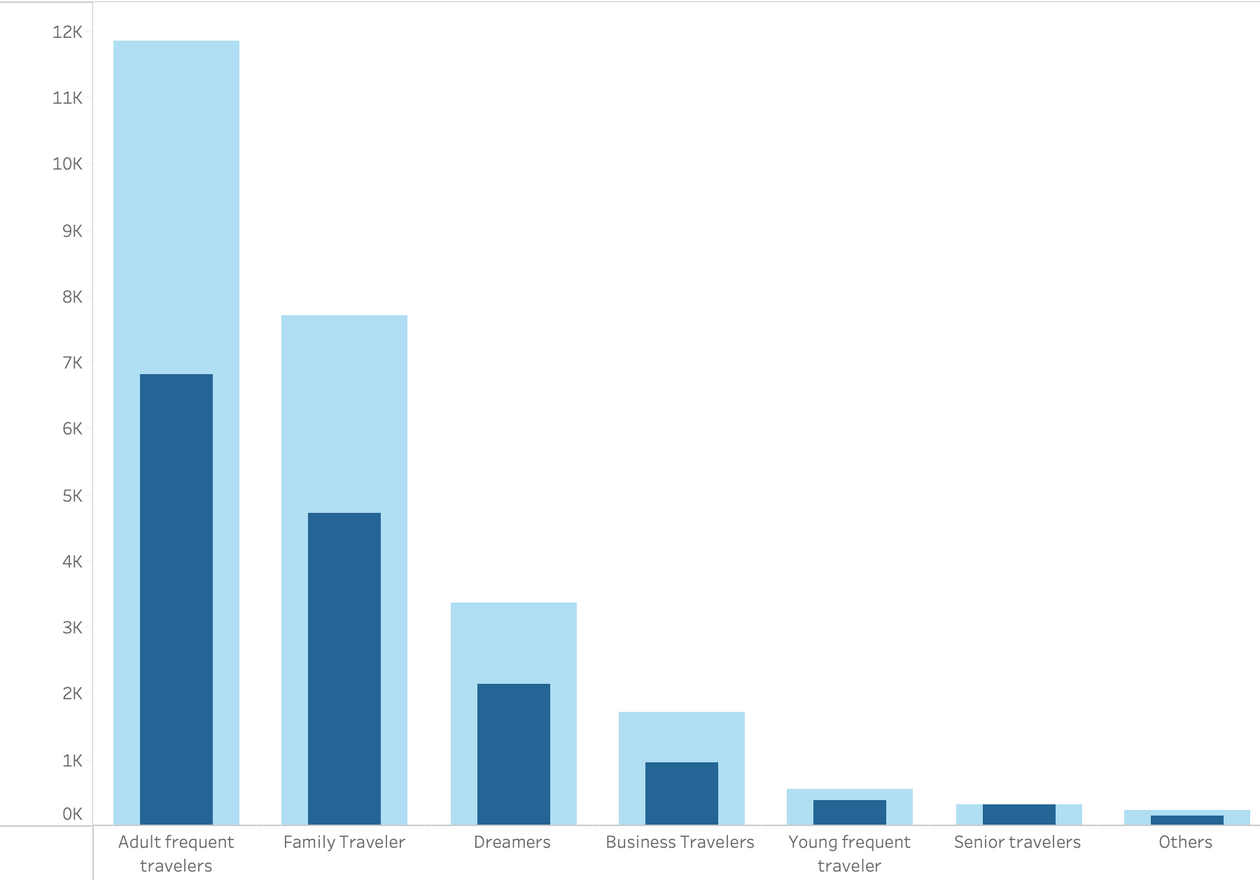 12K
11K
10K
9K
8K
7K
6K
5K
4K
3K
2K
1K
0K
Adult frequent
travelers
Family Traveler
Dreamers
Business Travelers
Young frequent
traveler
Senior travelers
Others